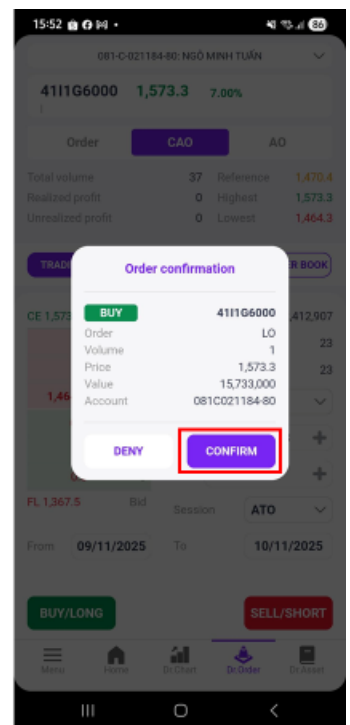 15:52
86
081-C-021184-80: NGÔ MINH TUẤN
41I1G6000 1,573.3 7.00%
Order CAO AO
Total volume 37 Reference 1,470.4
Realized profit 0 Highest 1,573.3
Unrealized profit 0 Lowest 1,464.3
TRADI
R BOOK
Order confirmation
CE 1,573
,412,907
BUY 41I1G6000
Order LO
23
Volume 1
Price 1,573.3
23
Value 15,733,000
1,46
Account 081C021184-80
DENY CONFIRM
FL 1,367.5 Bid
Session ATO
From 09/11/2025 To 10/11/2025
BUY/LONG SELL/SHORT
Menu Home Dr.Chart Dr.Order Dr.Asset